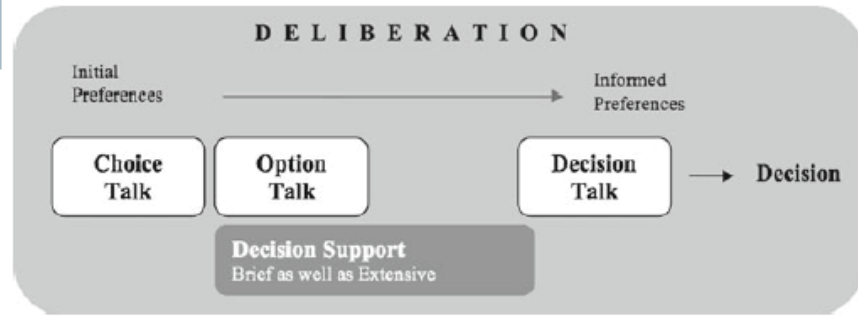 DELIBERATION
Initial
Preferences
Informed
Preferences
Choice
Talk
Option
Talk
Decision
Talk
Decision
Decision Support
Brief as well as Extensive